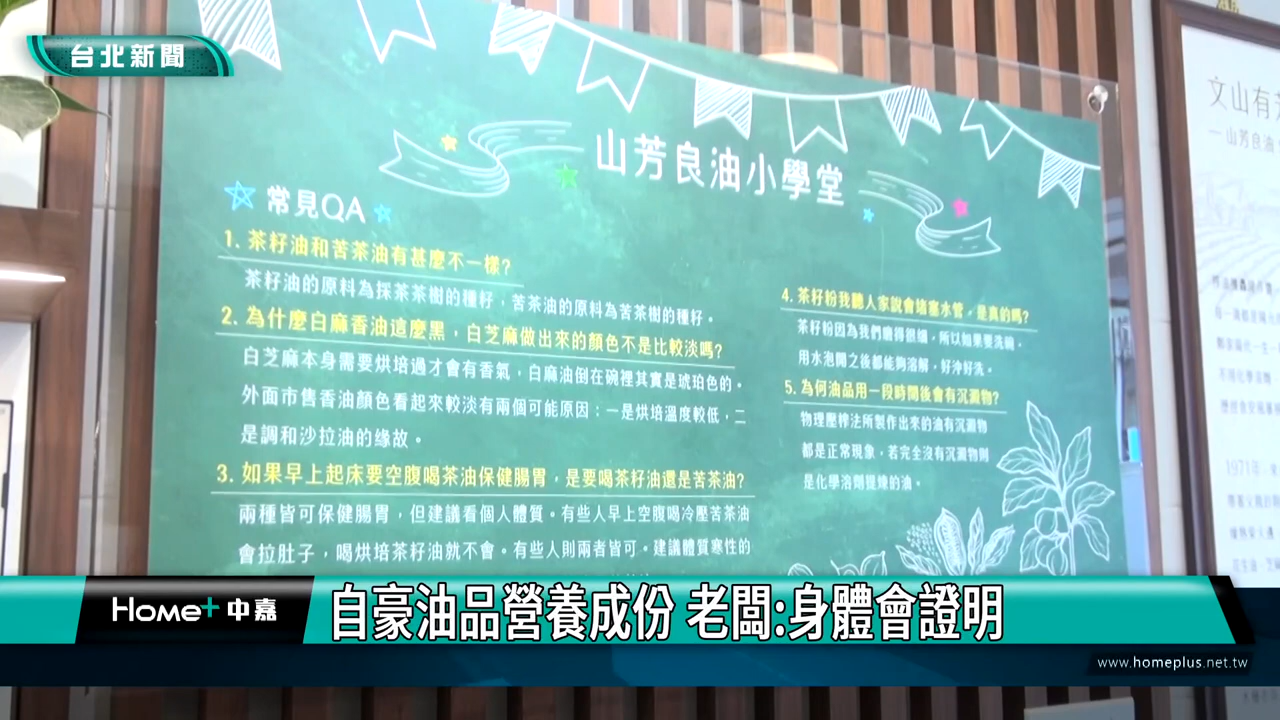 台北新聞
山芳良油小學堂
常見QA
1. 茶籽油和苦茶油有甚麼不一樣?
茶籽油的原料為採茶茶樹的種籽，苦茶油的原料為苦茶樹的種籽。
2. 為什麼白麻香油這麼黑，白芝麻做出來的顏色不是比較淡嗎?
白芝麻本身需要烘培過才會有香氣，白麻油倒在碗裡其實是琥珀色的。
外面市售香油顏色看起來較淡有兩個可能原因：一是烘培溫度較低，二
是調和沙拉油的緣故。
3. 如果早上起床要空腹喝茶油保健腸胃，是要喝茶籽油還是苦茶油?
兩種皆可保健腸胃，但建議看個人體質。有些人早上空腹喝冷壓苦茶油
會拉肚子，喝烘培茶籽油就不會。有些人則兩者皆可。建議體質寒性的
4. 茶籽粉我聽人家說會堵塞水管，是真的嗎?
茶籽粉因為我們磨得很細，所以如果要洗碗，
用水泡開之後都能夠溶解，好沖好洗。
5. 為何油品用一段時間後會有沉澱物?
物理壓榨法所製作出來的油有沉澱物
都是正常現象，若完全沒有沉澱物則
是化學溶劑提煉的油。
文山有
山芳良油
1971年
Home+ 中嘉
自豪油品營養成份 老闆:身體會證明
www.homeplus.net.tw